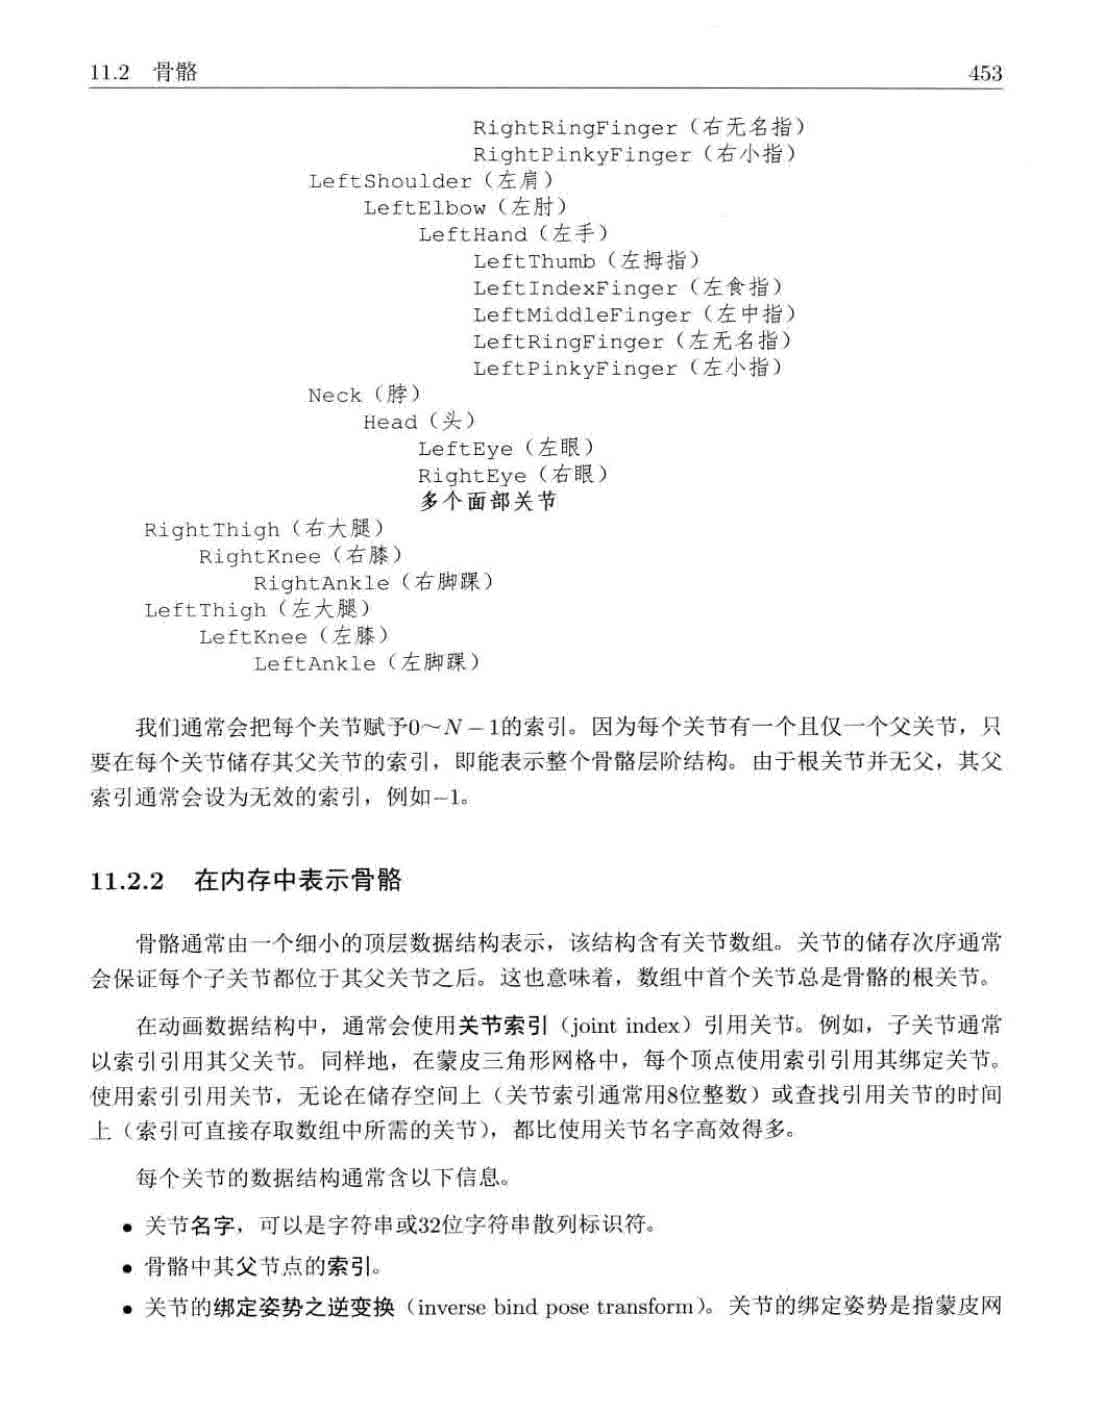 11.2 骨骼 453
RightRingFinger（右无名指）
RightPinkyFinger（右小指）
LeftShoulder（左肩）
LeftElbow（左肘）
LeftHand（左手）
LeftThumb（左拇指）
LeftIndexFinger（左食指）
LeftMiddleFinger（左中指）
LeftRingFinger（左无名指）
LeftPinkyFinger（左小指）
Neck（脖）
Head（头）
LeftEye（左眼）
RightEye（右眼）
多个面部关节
RightThigh（右大腿）
RightKnee（右膝）
RightAnkle（右脚踝）
LeftThigh（左大腿）
LeftKnee（左膝）
LeftAnkle（左脚踝）
我们通常会把每个关节赋予0～N－1的索引。因为每个关节有一个且仅一个父关节，只
要在每个关节储存其父关节的索引，即能表示整个骨骼层阶结构。由于根关节并无父，其父
索引通常会设为无效的索引，例如−1。
11.2.2 在内存中表示骨骼
骨骼通常由一个细小的顶层数据结构表示，该结构含有关节数组。关节的储存次序通常
会保证每个子关节都位于其父关节之后。这也意味着，数组中首个关节总是骨骼的根关节。
在动画数据结构中，通常会使用关节索引（joint index）引用关节。例如，子关节通常
以索引引用其父关节。同样地，在蒙皮三角形网格中，每个顶点使用索引引用其绑定关节。
使用索引引用关节，无论在储存空间上（关节索引通常用8位整数）或查找引用关节的时间
上（索引可直接存取数组中所需的关节），都比使用关节名字高效得多。
每个关节的数据结构通常含以下信息。
● 关节名字，可以是字符串或32位字符串散列标识符。
● 骨骼中其父节点的索引。
● 关节的绑定姿势之逆变换（inverse bind pose transform）。关节的绑定姿势是指蒙皮网